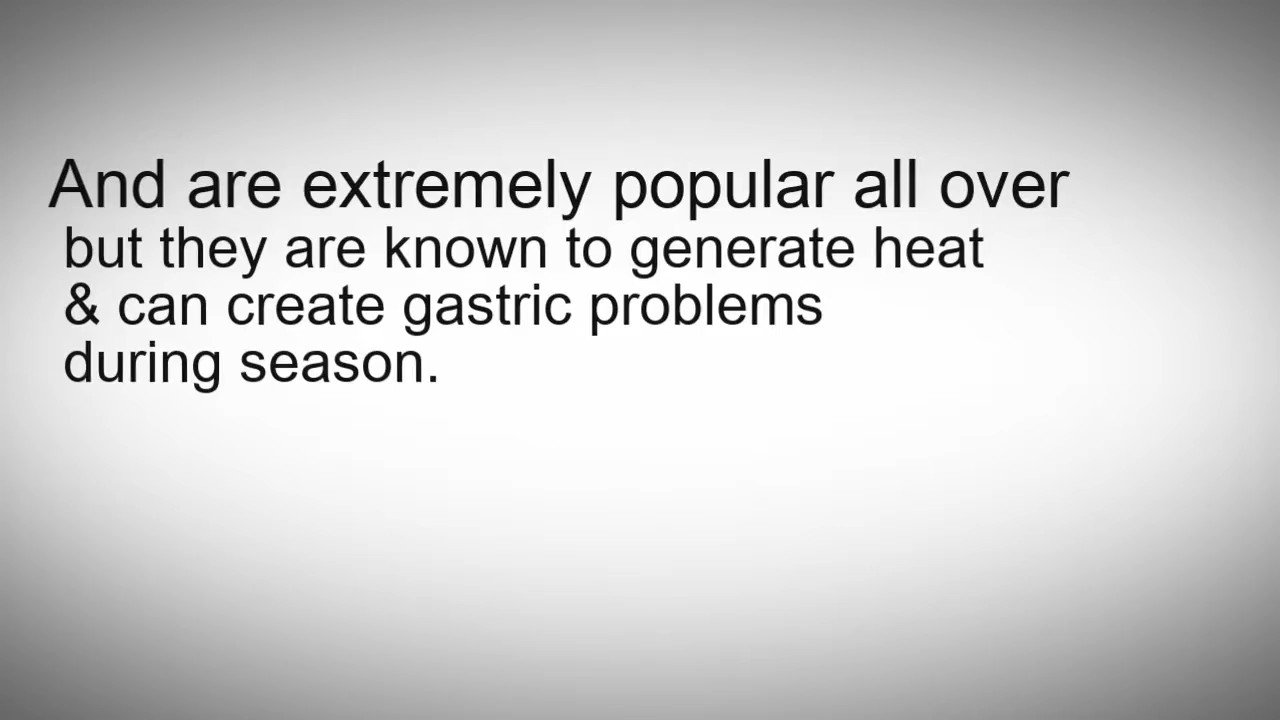 And are extremely popular all over
but they are known to generate heat
& can create gastric problems
during season.